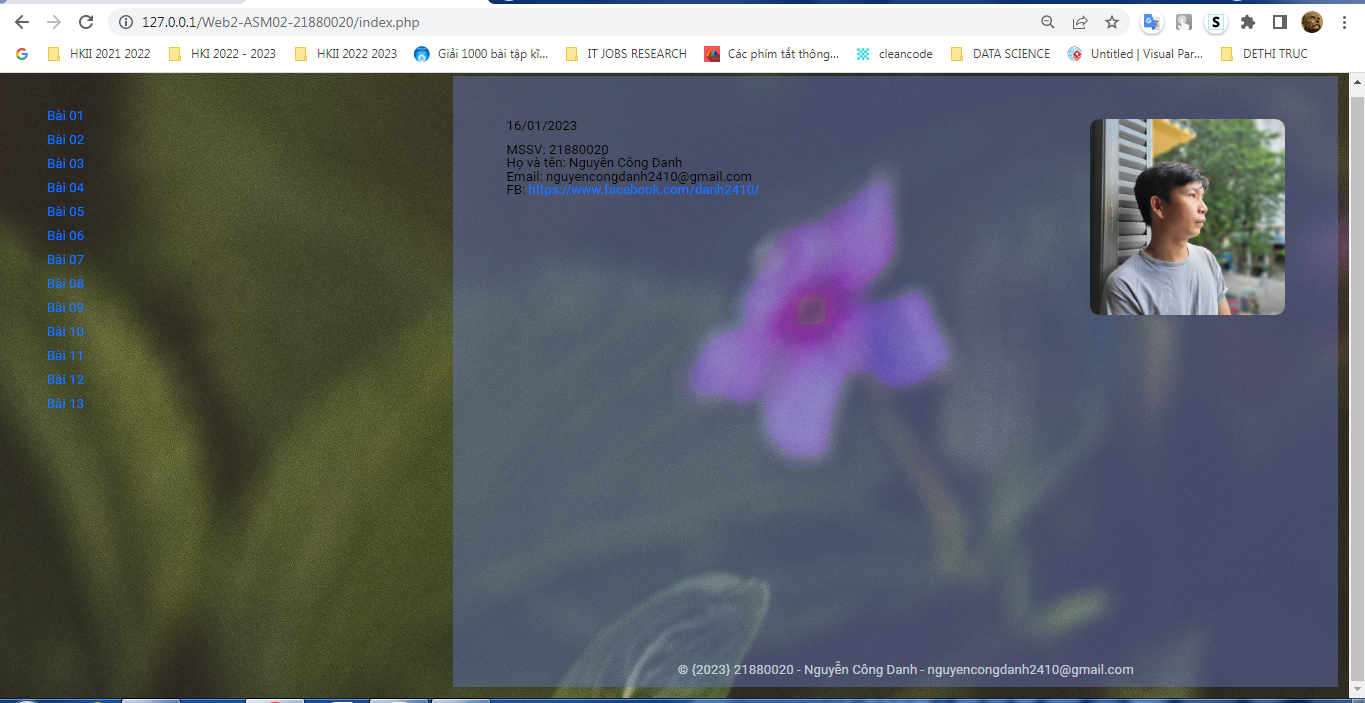 127.0.0.1/Web2-ASM02-21880020/index.php
HKII 2021 2022 HKI 2022 - 2023 HKII 2022 2023 Giải 1000 bài tập kĩ... IT JOBS RESEARCH Các phím tắt thông... cleancode DATA SCIENCE Untitled | Visual Par... DETHI TRUC
Bài 01
Bài 02
Bài 03
Bài 04
Bài 05
Bài 06
Bài 07
Bài 08
Bài 09
Bài 10
Bài 11
Bài 12
Bài 13
16/01/2023
MSSV: 21880020
Họ và tên: Nguyễn Công Danh
Email: nguyencongdanh2410@gmail.com
FB: https://www.facebook.com/danh2410/
© {2023} 21880020 - Nguyễn Công Danh - nguyencongdanh2410@gmail.com